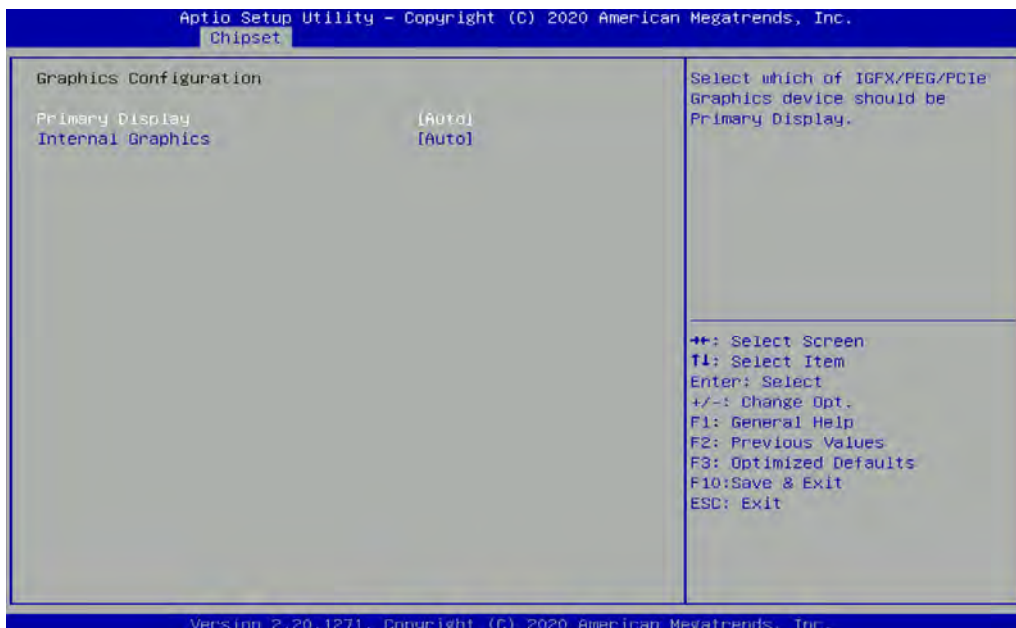 Aptio Setup Utility – Copyright (C) 2020 American Megatrends, Inc.
Chipset
Graphics Configuration
Primary Display [Auto]
Internal Graphics [Auto]
Select which of IGFX/PEG/PCIe
Graphics device should be
Primary Display.
→←: Select Screen
↑↓: Select Item
Enter: Select
+/-: Change Opt.
F1: General Help
F2: Previous Values
F3: Optimized Defaults
F10:Save & Exit
ESC: Exit
Version 2.20.1271. Copyright (C) 2020 American Megatrends, Inc.